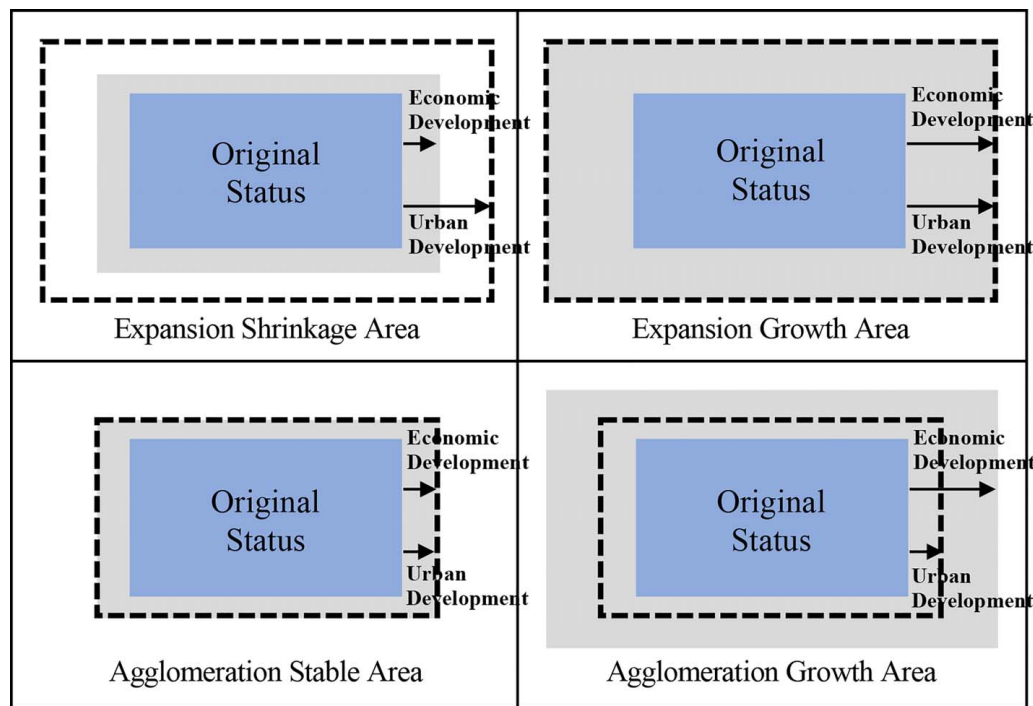 Economic
Development
Original
Status
Urban
Development
Expansion Shrinkage Area
Economic
Development
Original
Status
Urban
Development
Expansion Growth Area
Economic
Development
Original
Status
Urban
Development
Agglomeration Stable Area
Economic
Development
Original
Status
Urban
Development
Agglomeration Growth Area